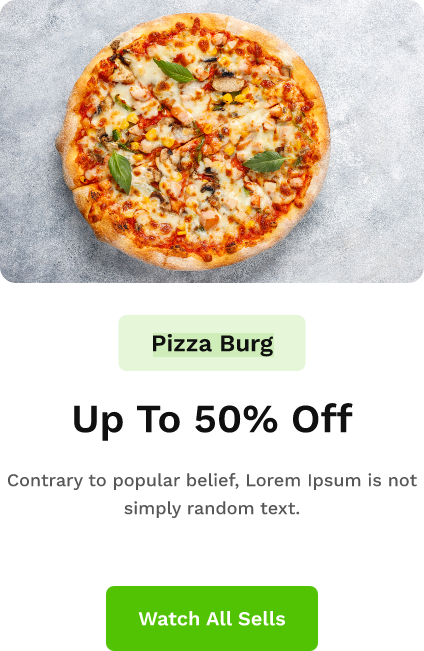 Pizza Burg
Up To 50% Off
Contrary to popular belief, Lorem Ipsum is not
simply random text.
Watch All Sells